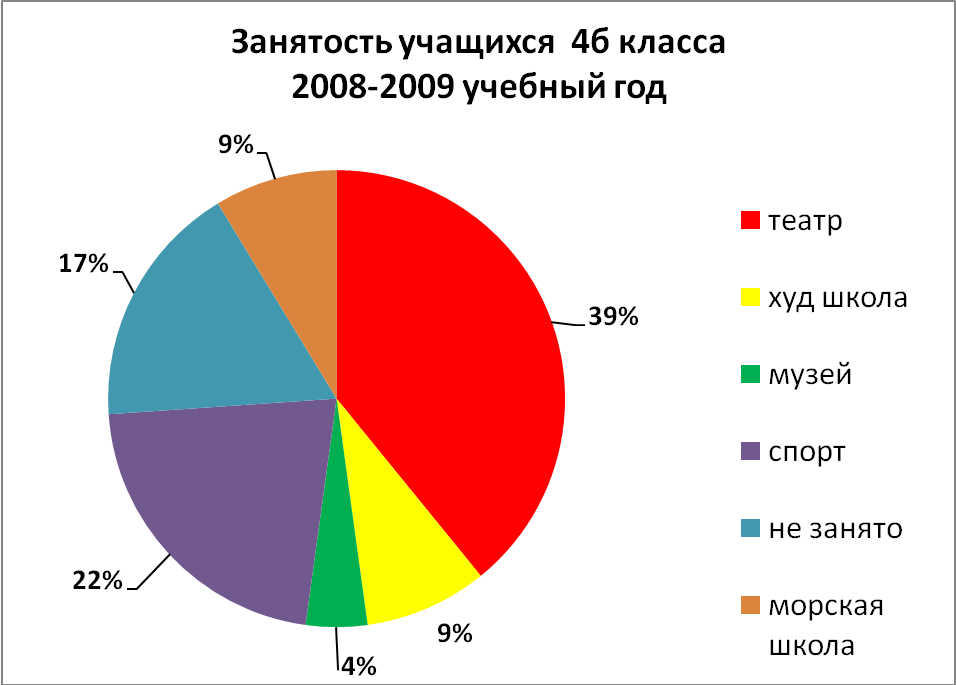 Занятость учащихся 4б класса
2008-2009 учебный год
9%
17%
39%
22%
9%
4%
театр
худ школа
музей
спорт
не занято
морская
школа